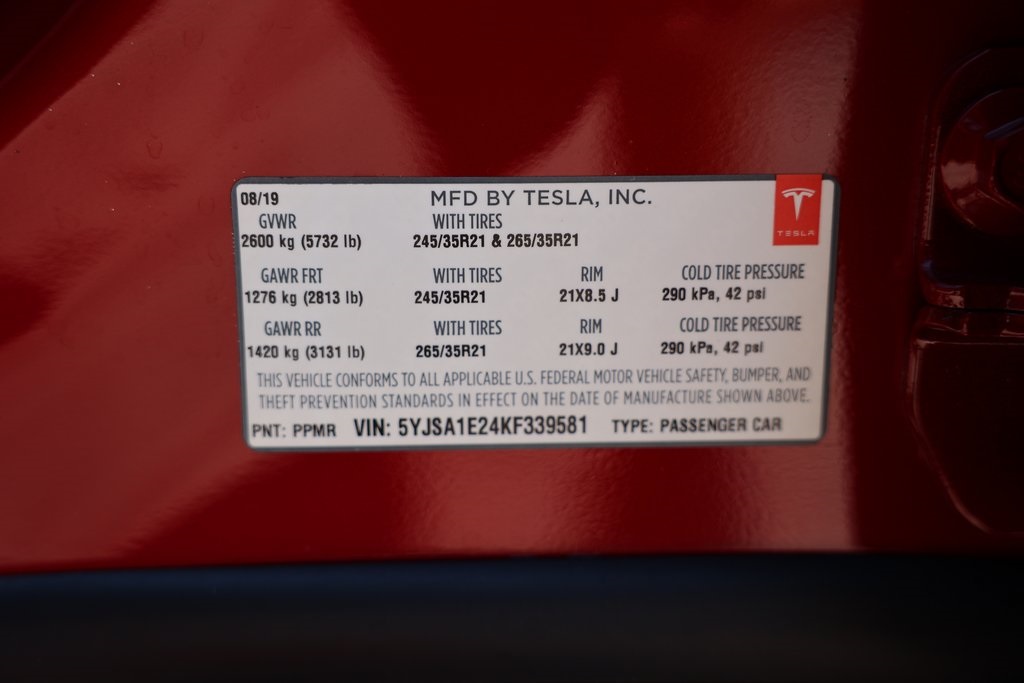 08/19 MFD BY TESLA, INC.
TESLA
GVWR WITH TIRES
2600 kg (5732 lb) 245/35R21 & 265/35R21
GAWR FRT WITH TIRES RIM COLD TIRE PRESSURE
1276 kg (2813 lb) 245/35R21 21X8.5 J 290 kPa, 42 psi
GAWR RR WITH TIRES RIM COLD TIRE PRESSURE
1420 kg (3131 lb) 265/35R21 21X9.0 J 290 kPa, 42 psi
THIS VEHICLE CONFORMS TO ALL APPLICABLE U.S. FEDERAL MOTOR VEHICLE SAFETY, BUMPER, AND
THEFT PREVENTION STANDARDS IN EFFECT ON THE DATE OF MANUFACTURE SHOWN ABOVE.
PNT: PPMR VIN: 5YJSA1E24KF339581 TYPE: PASSENGER CAR